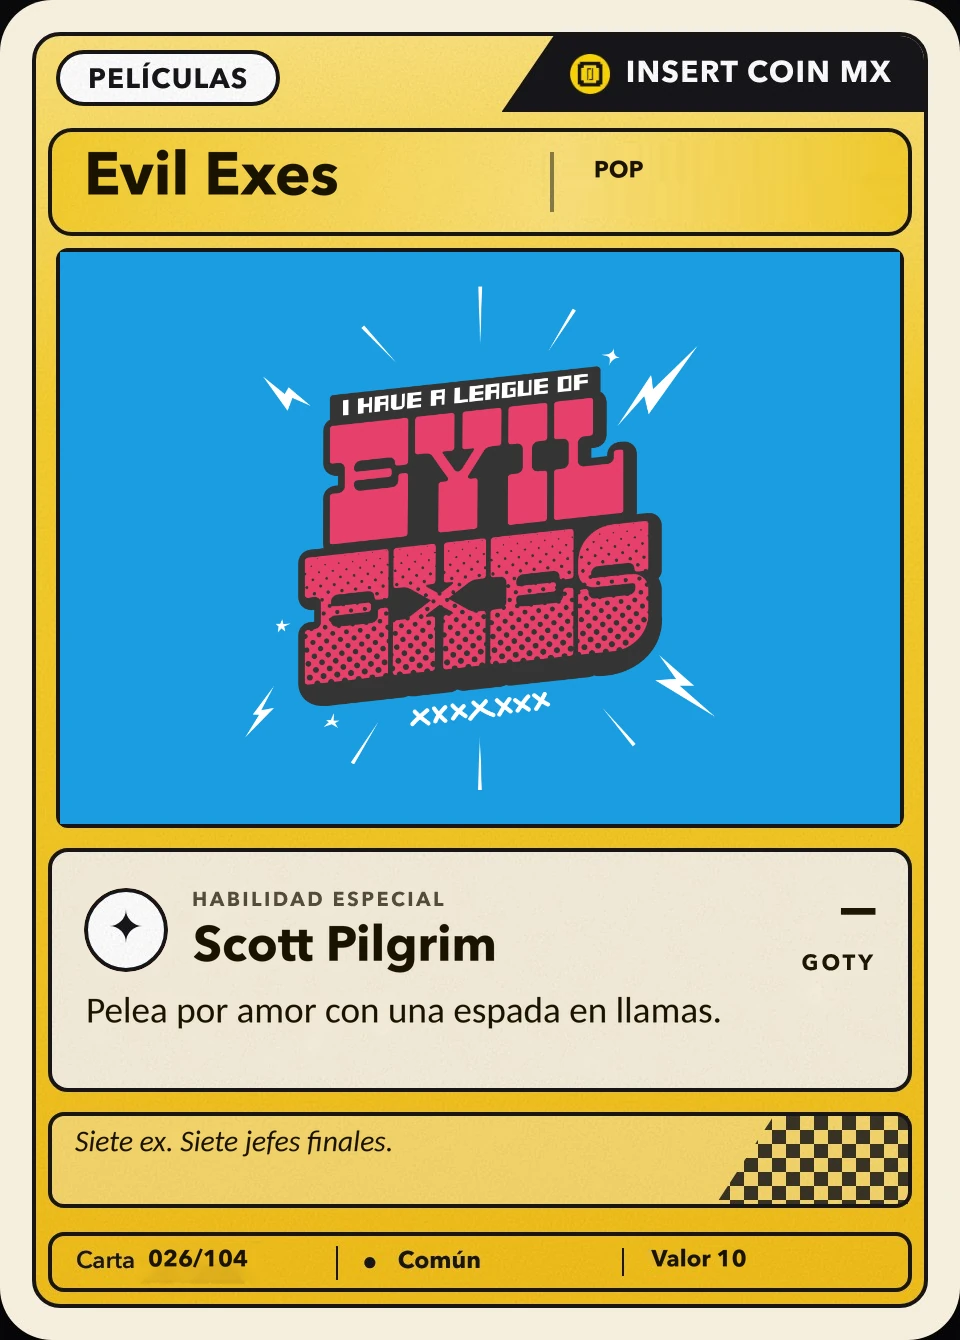 PELÍCULAS
INSERT COIN MX
Evil Exes
POP
I HAVE A LEAGUE OF
EVIL
EXES
XXXXXXX
HABILIDAD ESPECIAL
Scott Pilgrim
—
GOTY
Pelea por amor con una espada en llamas.
Siete ex. Siete jefes finales.
Carta 026/104
• Común
Valor 10